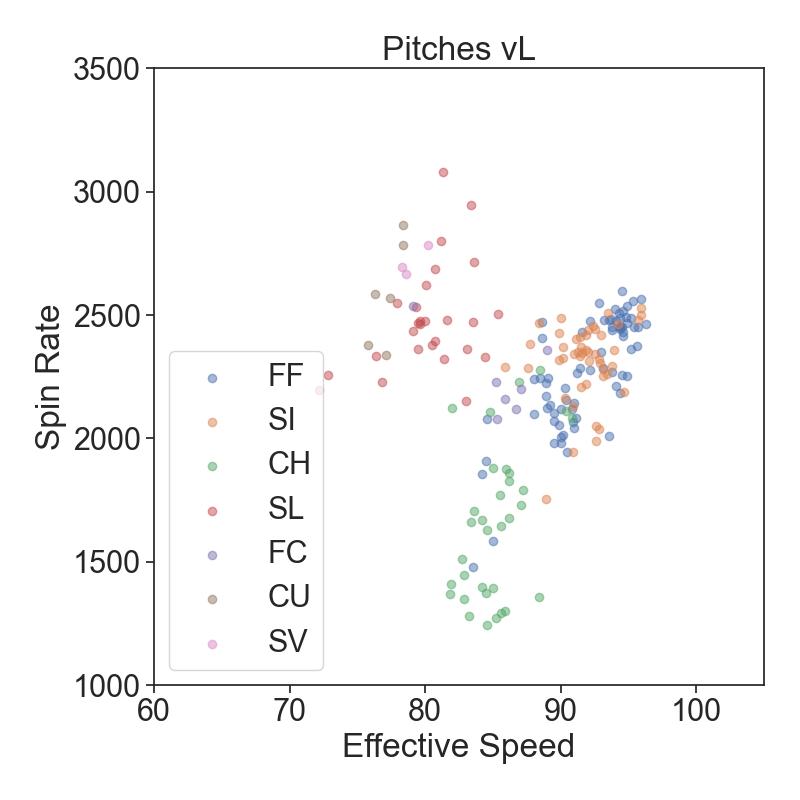 Pitches vL
3500
3000
2500
2000
1500
1000
Spin Rate
FF
SI
CH
SL
FC
CU
SV
60 70 80 90 100
Effective Speed